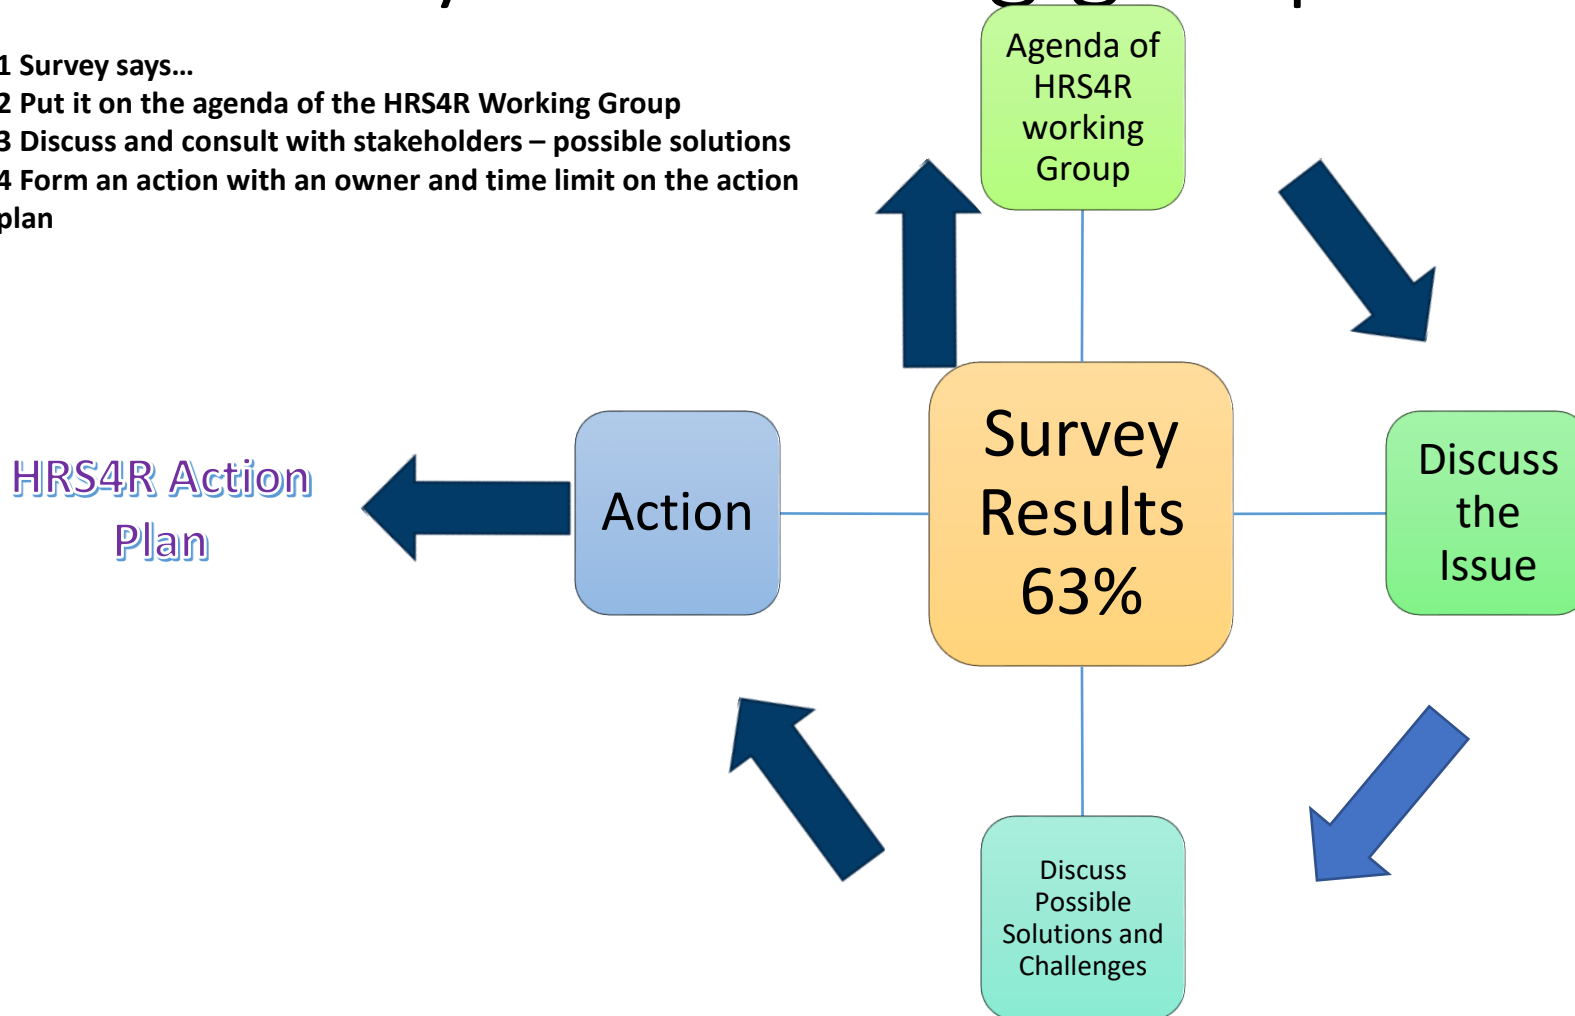 1 Survey says…
2 Put it on the agenda of the HRS4R Working Group
3 Discuss and consult with stakeholders – possible solutions
4 Form an action with an owner and time limit on the action
plan
Agenda of
HRS4R
working
Group
HRS4R Action
Plan
Action
Survey
Results
63%
Discuss
the
Issue
Discuss
Possible
Solutions and
Challenges